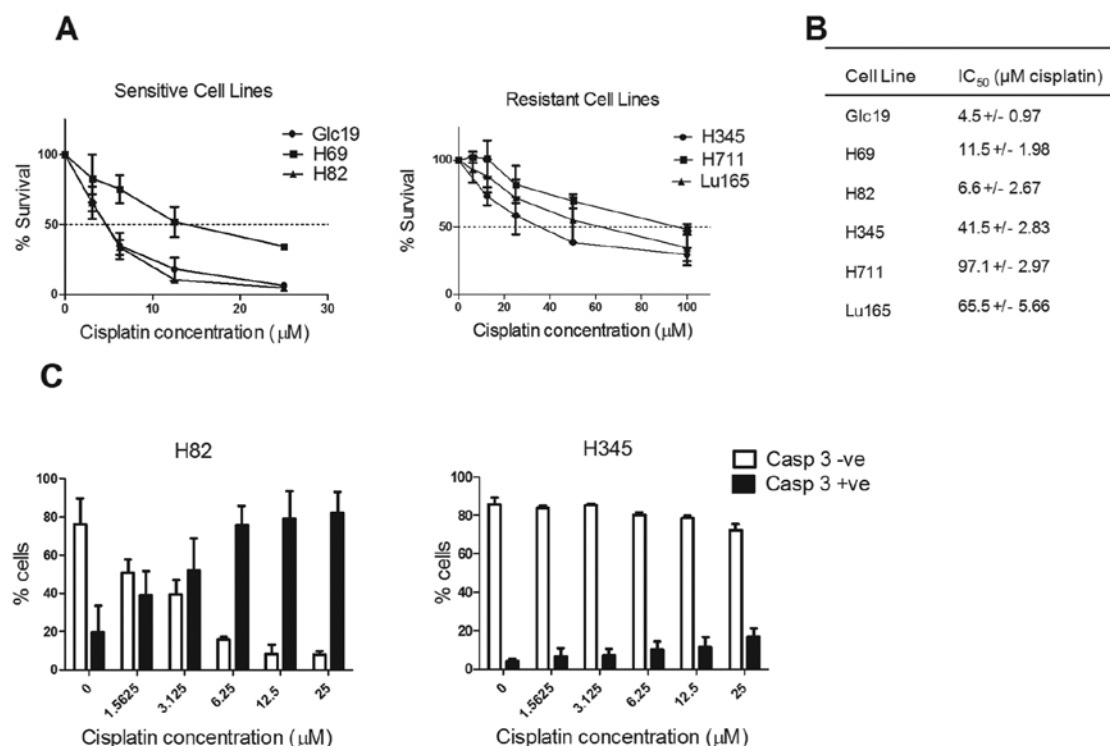 A
Sensitive Cell Lines
Glc19
H69
H82
100
50
0
0 10 20 30
% Survival
Cisplatin concentration (μM)
Resistant Cell Lines
H345
H711
Lu165
100
50
0
0 20 40 60 80 100
% Survival
Cisplatin concentration (μM)
B
Cell Line IC50 (μM cisplatin)
Glc19 4.5 +/- 0.97
H69 11.5 +/- 1.98
H82 6.6 +/- 2.67
H345 41.5 +/- 2.83
H711 97.1 +/- 2.97
Lu165 65.5 +/- 5.66
C
H82
100
80
60
40
20
0
0 1.5625 3.125 6.25 12.5 25
% cells
Cisplatin concentration (μM)
H345
100
80
60
40
20
0
0 1.5625 3.125 6.25 12.5 25
% cells
Cisplatin concentration (μM)
Casp 3 -ve
Casp 3 +ve